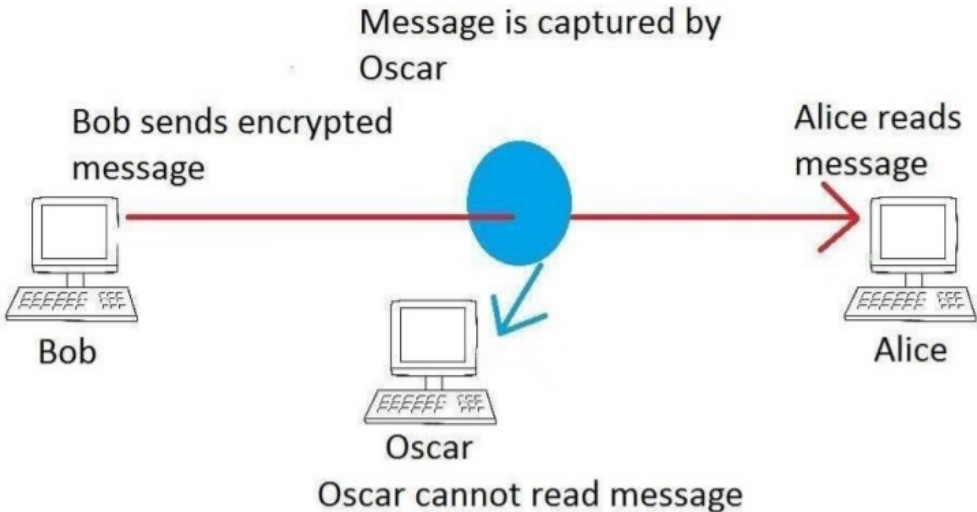 Message is captured by
Oscar
Bob sends encrypted
message
Alice reads
message
Bob
Alice
Oscar
Oscar cannot read message